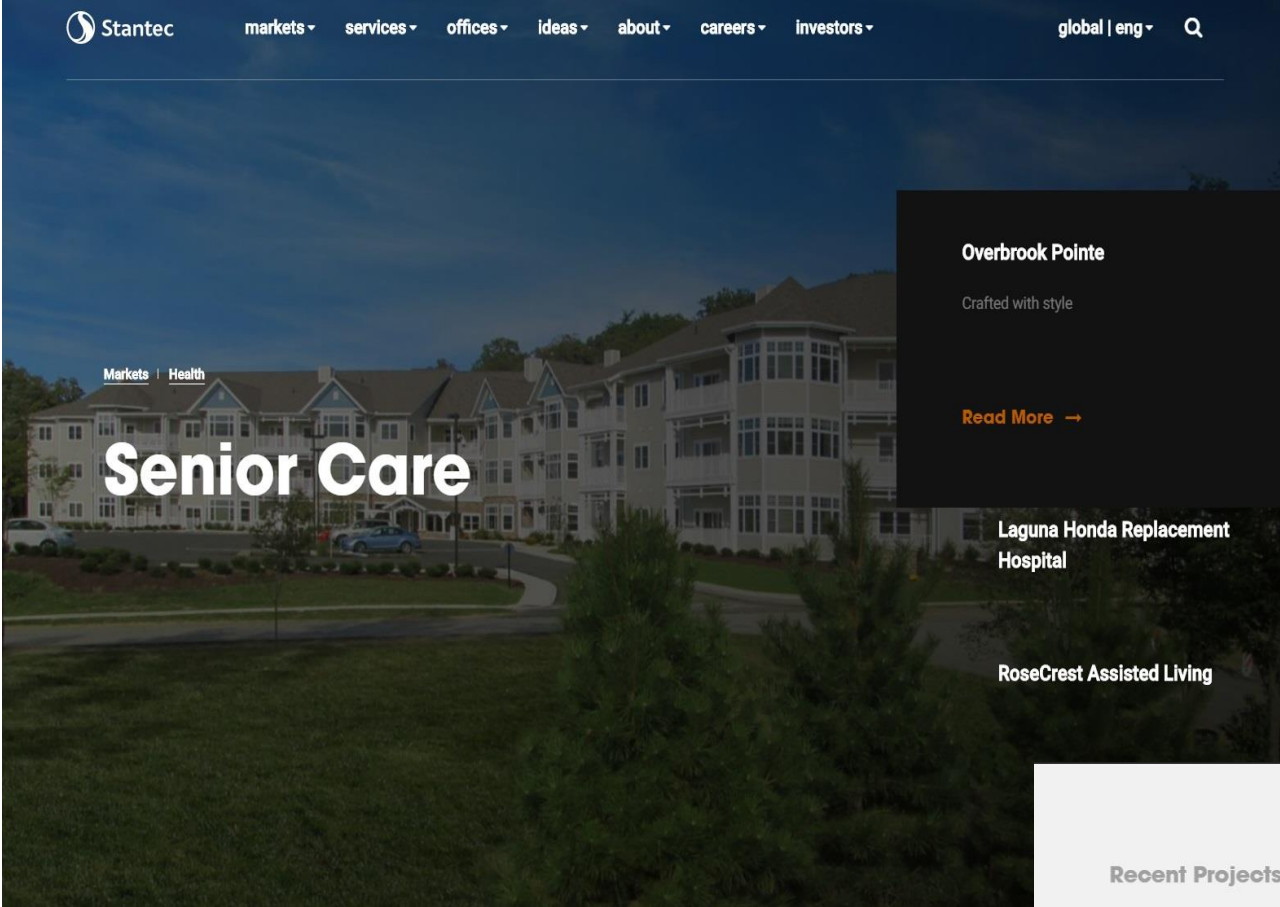 Stantec
markets
services
offices
ideas
about
careers
investors
global | eng
Overbrook Pointe
Crafted with style
Read More →
Markets | Health
Senior Care
Laguna Honda Replacement
Hospital
RoseCrest Assisted Living
Recent Projects